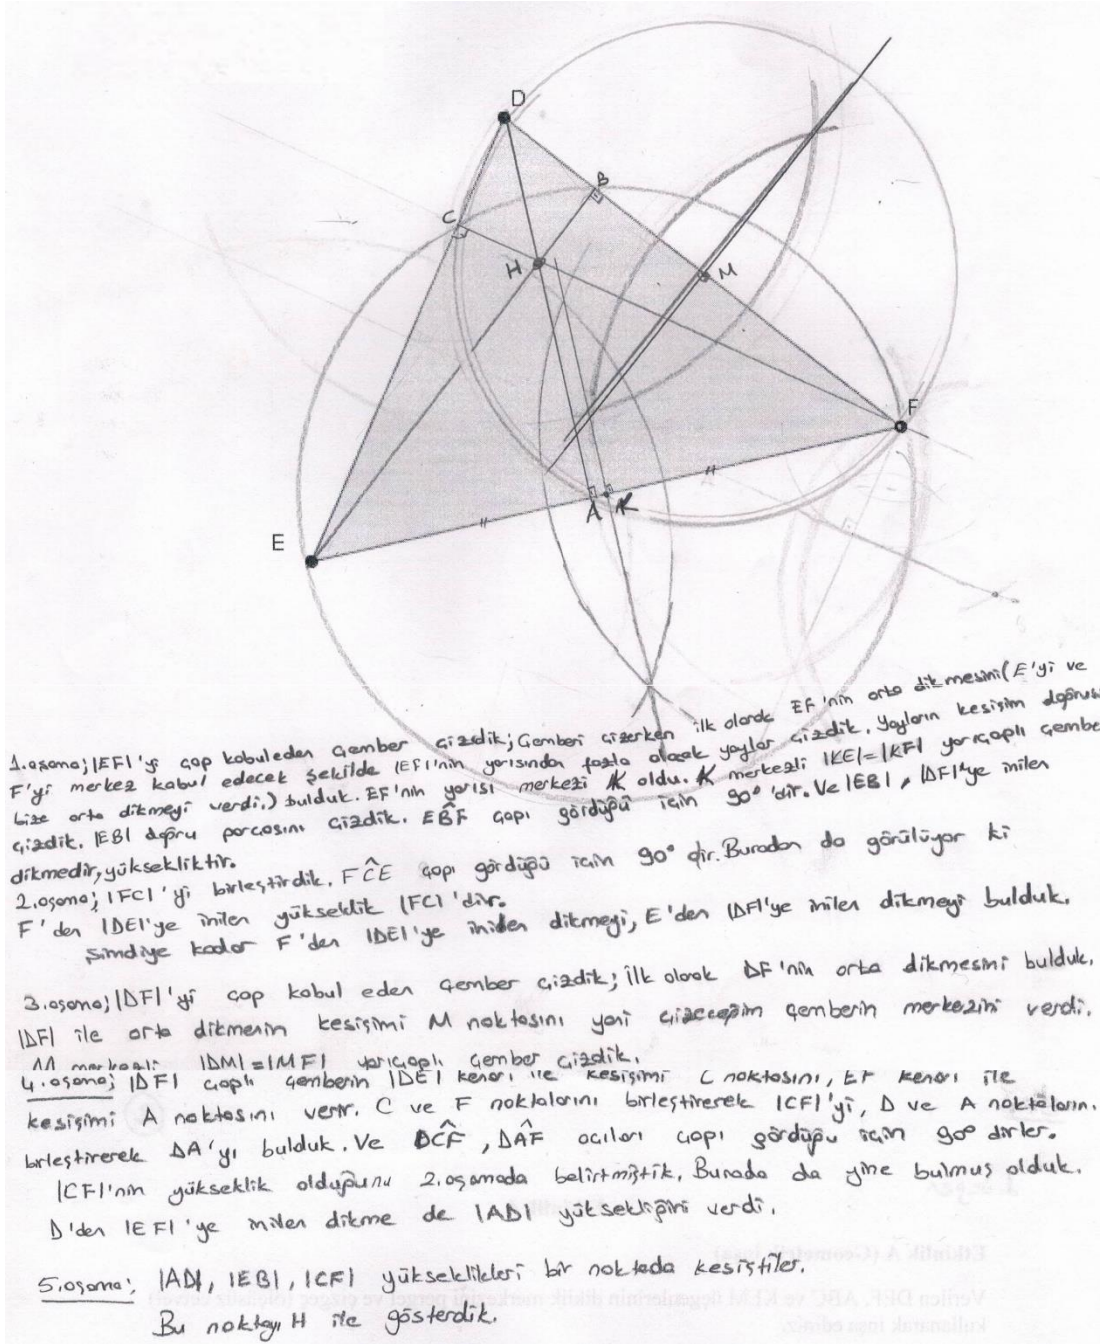 D
B
C
H
M
F
A K
E
1.aşama; |EF|'yi çap kabul eden çember çizdik; Çemberi çizerken ilk olarak EF'nin orta dikmesini (E'yi ve
F'yi merkez kabul edecek şekilde |EF|'nin yarısından fazla olacak yaylar çizdik. Yayların kesişim doğrusu
bize orta dikmeyi verdi.) bulduk. EF'nin yarısı merkezi K oldu. K merkezli |KE|=|KF| yarıçaplı çember
çizdik. |EB| doğru parçasını çizdik. EB̂F çapı gördüğü için 90°'dir. Ve |EB|, |DF|'ye inilen
dikmedir, yüksekliktir.
2.aşama; |FC|'yi birleştirdik. FĈE çapı gördüğü için 90° dir. Buradan da görülüyor ki
F'den |DE|'ye inilen yükseklik |FC|'dir.
Şimdiye kadar F'den |DE|'ye inilen dikmeyi, E'den |DF|'ye inilen dikmeyi bulduk.
3.aşama; |DF|'yi çap kabul eden çember çizdik; İlk olarak DF'nin orta dikmesini bulduk.
|DF| ile orta dikmenin kesişimi M noktasını yani çizeceğim çemberin merkezini verdi.
M merkezli |DM|=|MF| yarıçaplı çember çizdik.
4.aşama; |DF| çaplı çemberin |DE| kenarı ile kesişimi C noktasını, EF kenarı ile
kesişimi A noktasını verir. C ve F noktalarını birleştirerek |CF|'yi, D ve A noktaların.
birleştirerek DA'yı bulduk. Ve DĈF, DÂF açıları çapı gördüğü için 90° dirler.
|CF|'nin yükseklik olduğunu 2.aşamada belirtmiştik. Burada da yine bulmuş olduk.
D'den |EF|'ye inilen dikme de |AD| yüksekliğini verdi.
5.aşama; |AD|, |EB|, |CF| yükseklikleri bir noktada kesiştiler.
Bu noktayı H ile gösterdik.